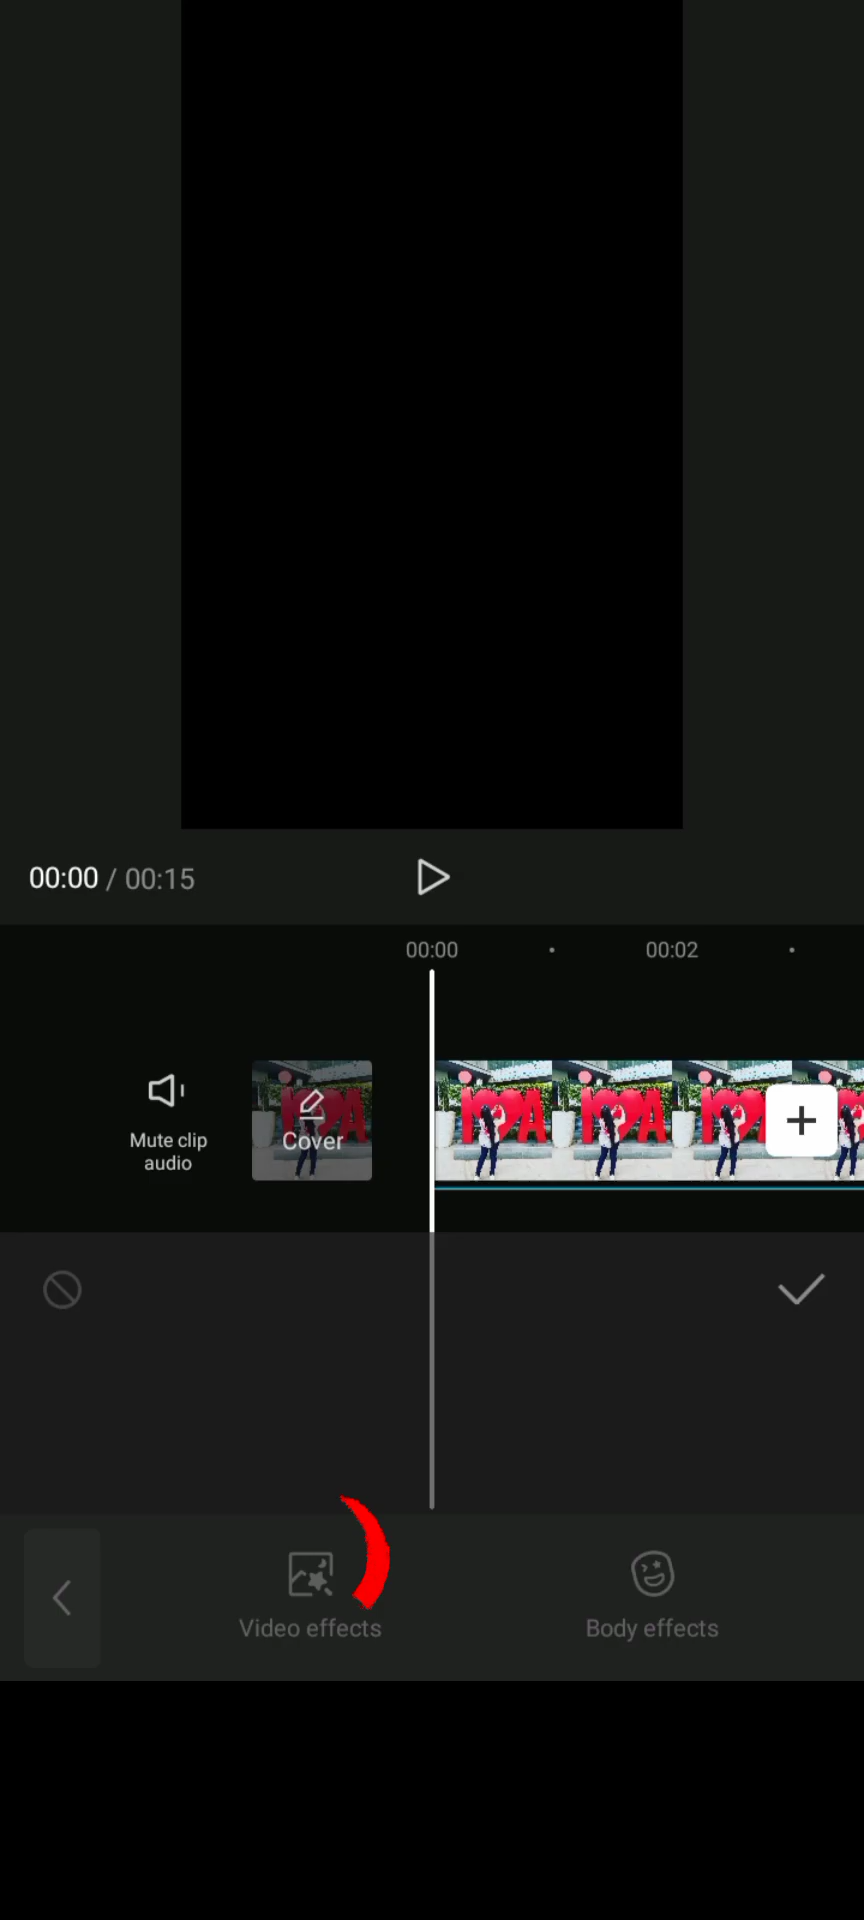 00:00 / 00:15
00:00
00:02
Mute clip
audio
Cover
Video effects
Body effects